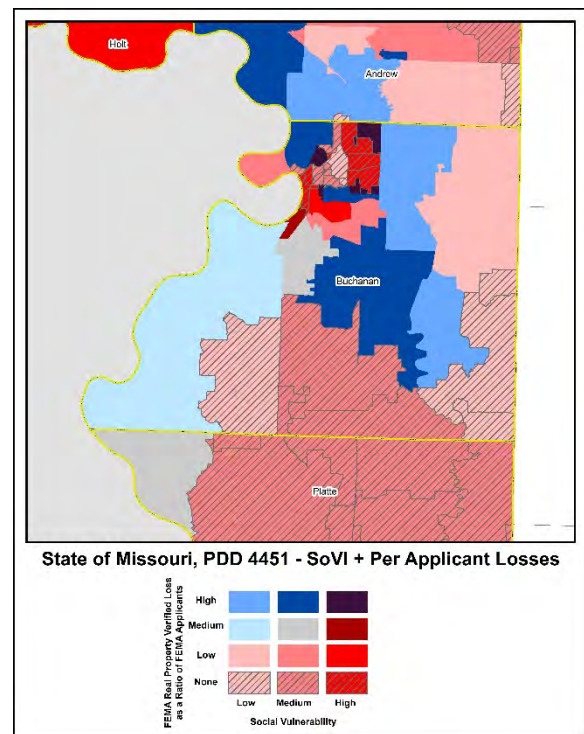 Holt
Andrew
Buchanan
Platte
State of Missouri, PDD 4451 - SoVI + Per Applicant Losses
FEMA Real Property Verified Loss
as a Ratio of FEMA Applicants
High
Medium
Low
None
Low
Medium
High
Social Vulnerability